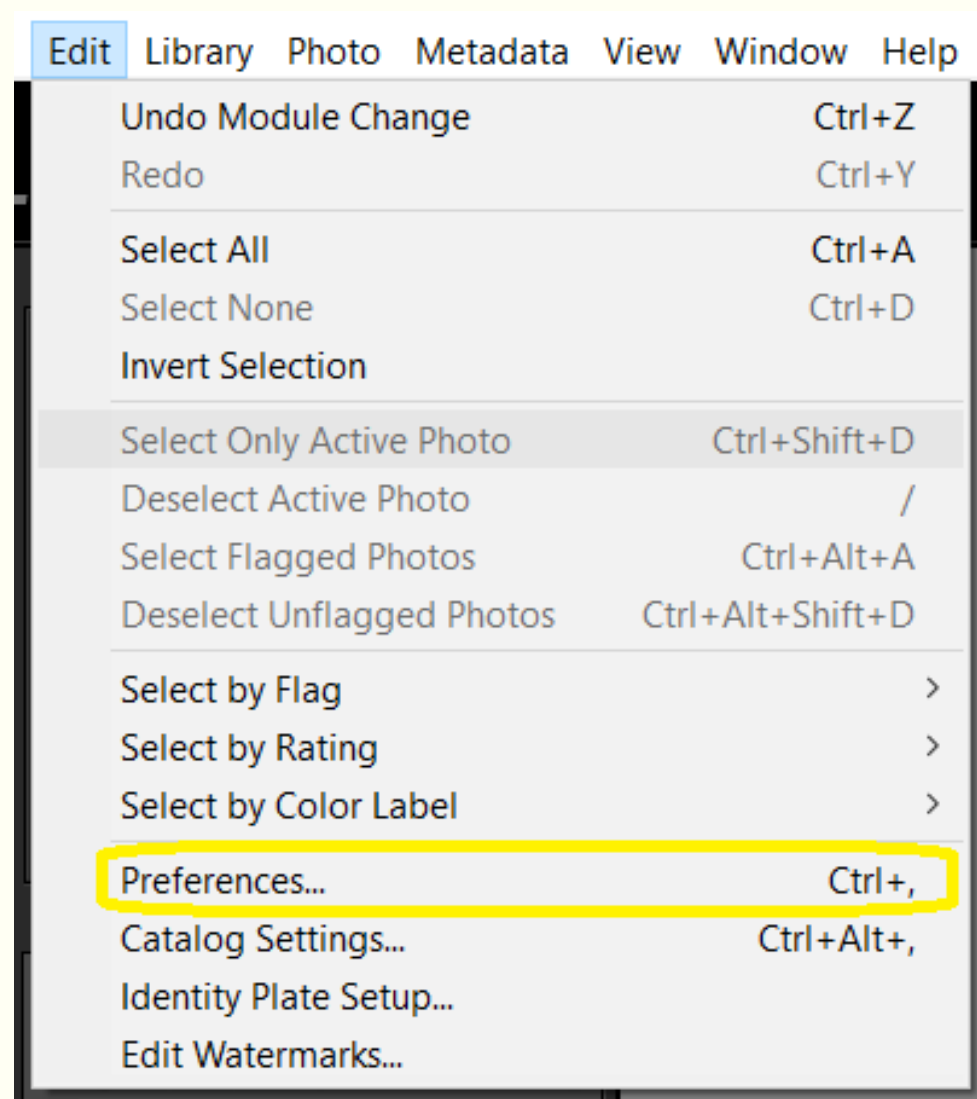 Edit Library Photo Metadata View Window Help
Undo Module Change Ctrl+Z
Redo Ctrl+Y
Select All Ctrl+A
Select None Ctrl+D
Invert Selection
Select Only Active Photo Ctrl+Shift+D
Deselect Active Photo /
Select Flagged Photos Ctrl+Alt+A
Deselect Unflagged Photos Ctrl+Alt+Shift+D
Select by Flag >
Select by Rating >
Select by Color Label >
Preferences... Ctrl+,
Catalog Settings... Ctrl+Alt+,
Identity Plate Setup...
Edit Watermarks...